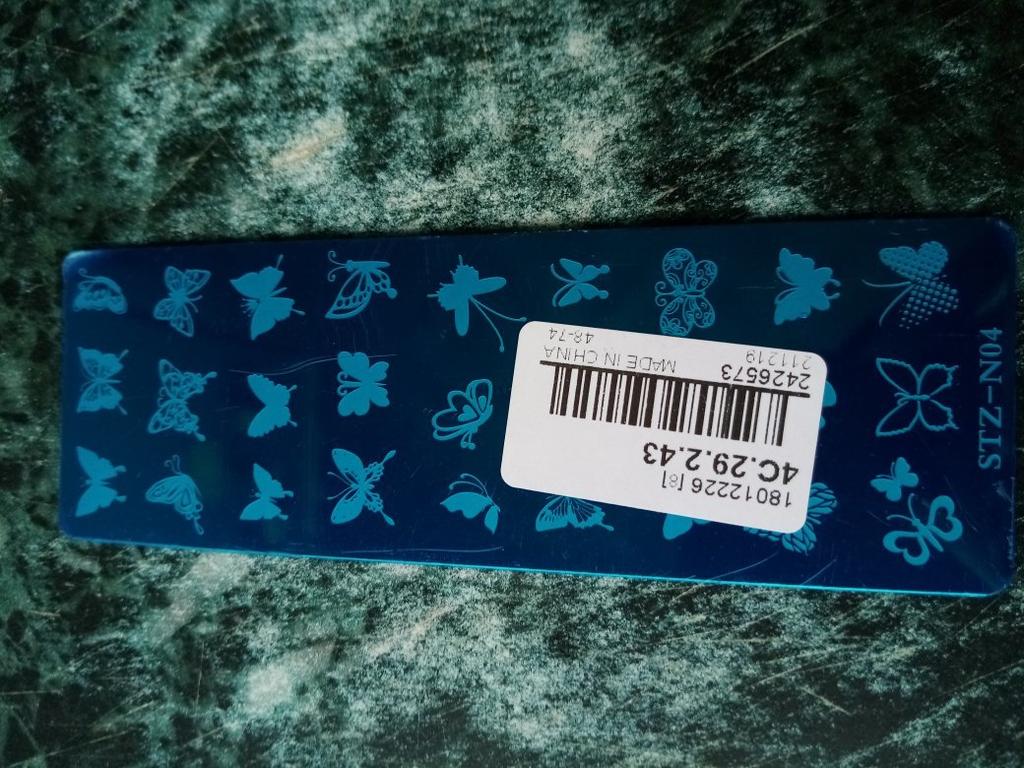 18012226 [8]
4C.29.2.43
2426573
211219
MADE IN CHINA
48-74
STZ-N04